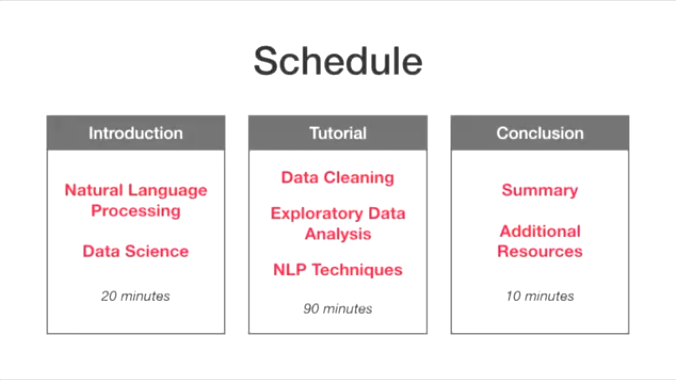 Schedule
Introduction
Natural Language
Processing
Data Science
20 minutes
Tutorial
Data Cleaning
Exploratory Data
Analysis
NLP Techniques
90 minutes
Conclusion
Summary
Additional
Resources
10 minutes